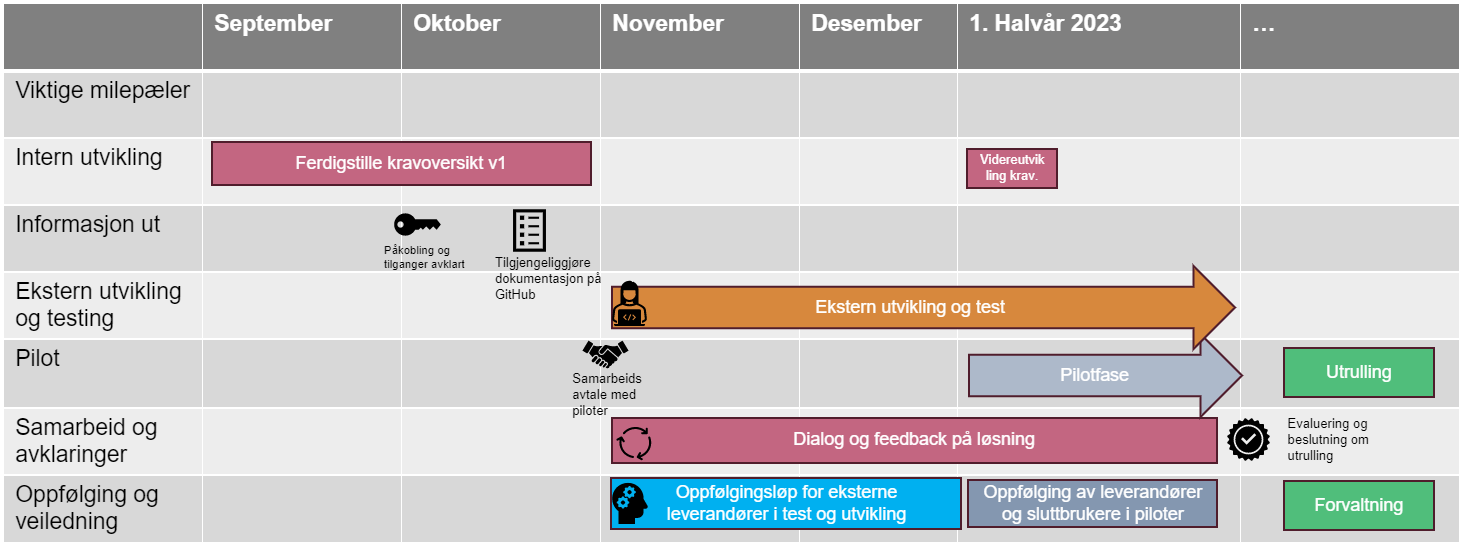 September
Oktober
November
Desember
1. Halvår 2023
...
Viktige milepæler
Intern utvikling
Ferdigstille kravoversikt v1
Videreutvik
ling krav.
Informasjon ut
Påkobling og
tilganger avklart
Tilgjengeliggjøre
dokumentasjon på
GitHub
Ekstern utvikling
og testing
Ekstern utvikling og test
Pilot
Samarbeids
avtale med
piloter
Pilotfase
Utrulling
Samarbeid og
avklaringer
Dialog og feedback på løsning
Evaluering og
beslutning om
utrulling
Oppfølging og
veiledning
Oppfølgingsløp for eksterne
leverandører i test og utvikling
Oppfølging av leverandører
og sluttbrukere i piloter
Forvaltning